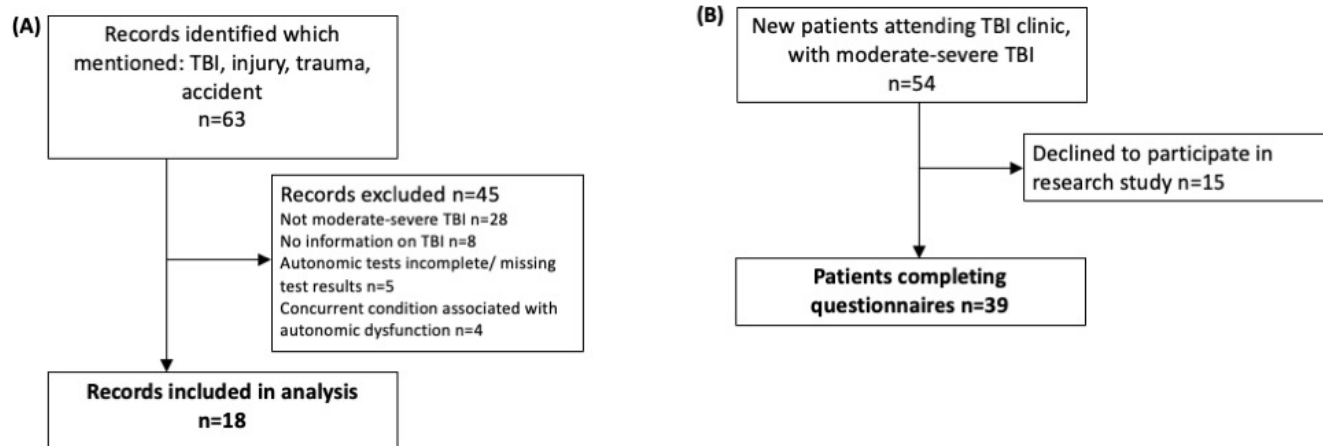 (A)
Records identified which
mentioned: TBI, injury, trauma,
accident
n=63
Records excluded n=45
Not moderate-severe TBI n=28
No information on TBI n=8
Autonomic tests incomplete/ missing
test results n=5
Concurrent condition associated with
autonomic dysfunction n=4
Records included in analysis
n=18
(B)
New patients attending TBI clinic,
with moderate-severe TBI
n=54
Declined to participate in
research study n=15
Patients completing
questionnaires n=39